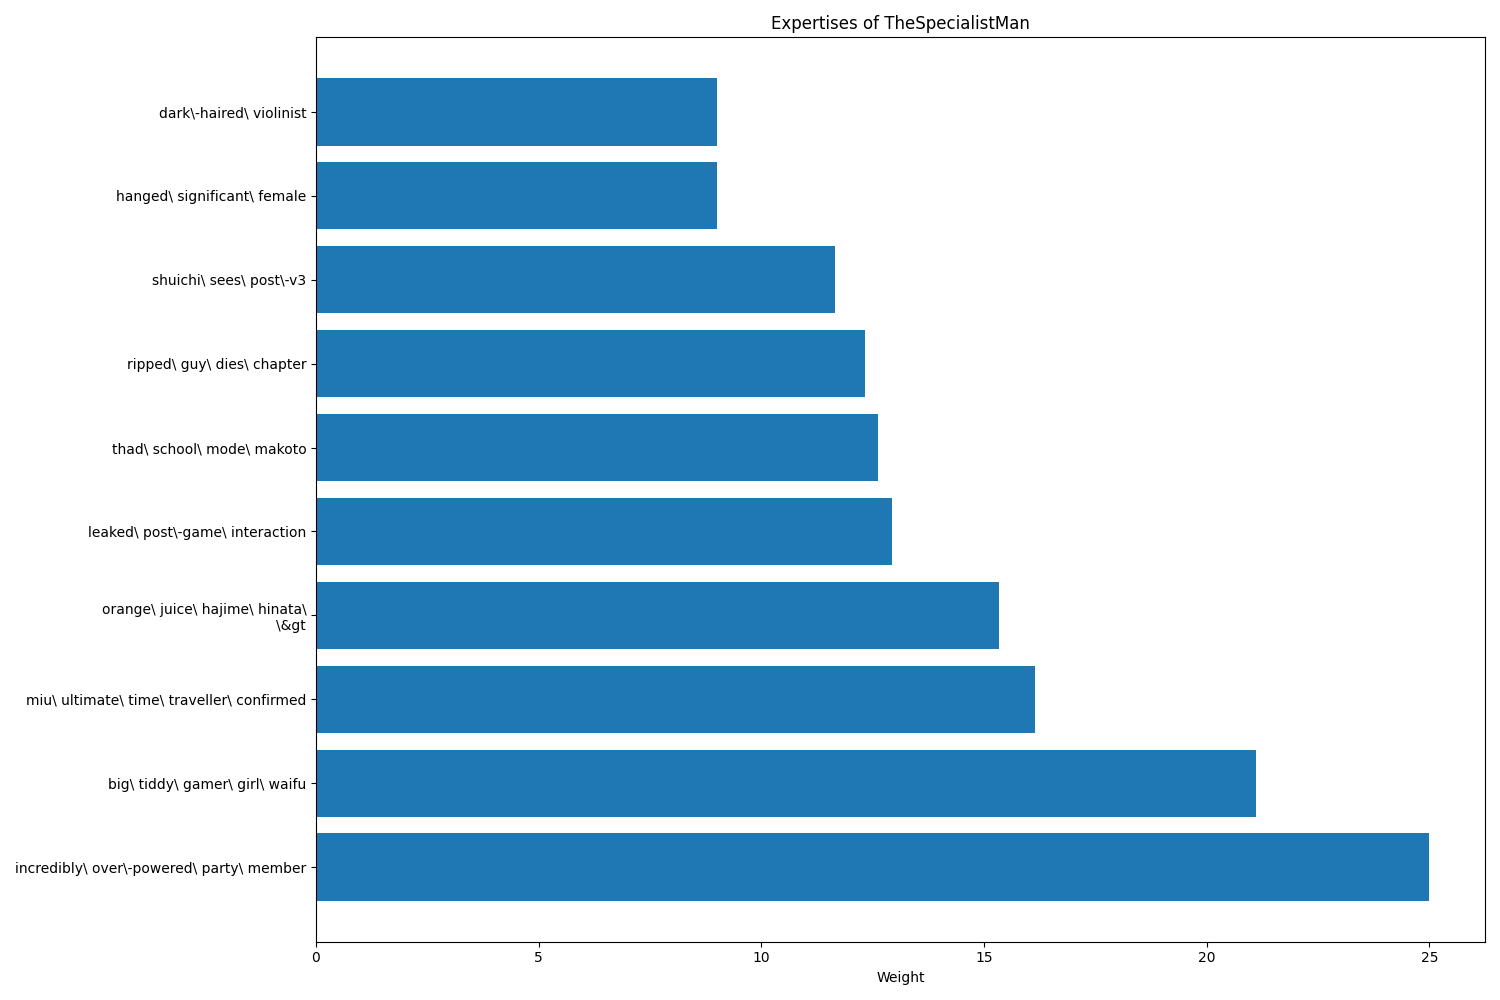 Expertises of TheSpecialistMan
dark\-haired\ violinist
hanged\ significant\ female
shuichi\ sees\ post\-v3
ripped\ guy\ dies\ chapter
thad\ school\ mode\ makoto
leaked\ post\-game\ interaction
orange\ juice\ hajime\ hinata\
\&gt
miu\ ultimate\ time\ traveller\ confirmed
big\ tiddy\ gamer\ girl\ waifu
incredibly\ over\-powered\ party\ member
0 5 10 15 20 25
Weight